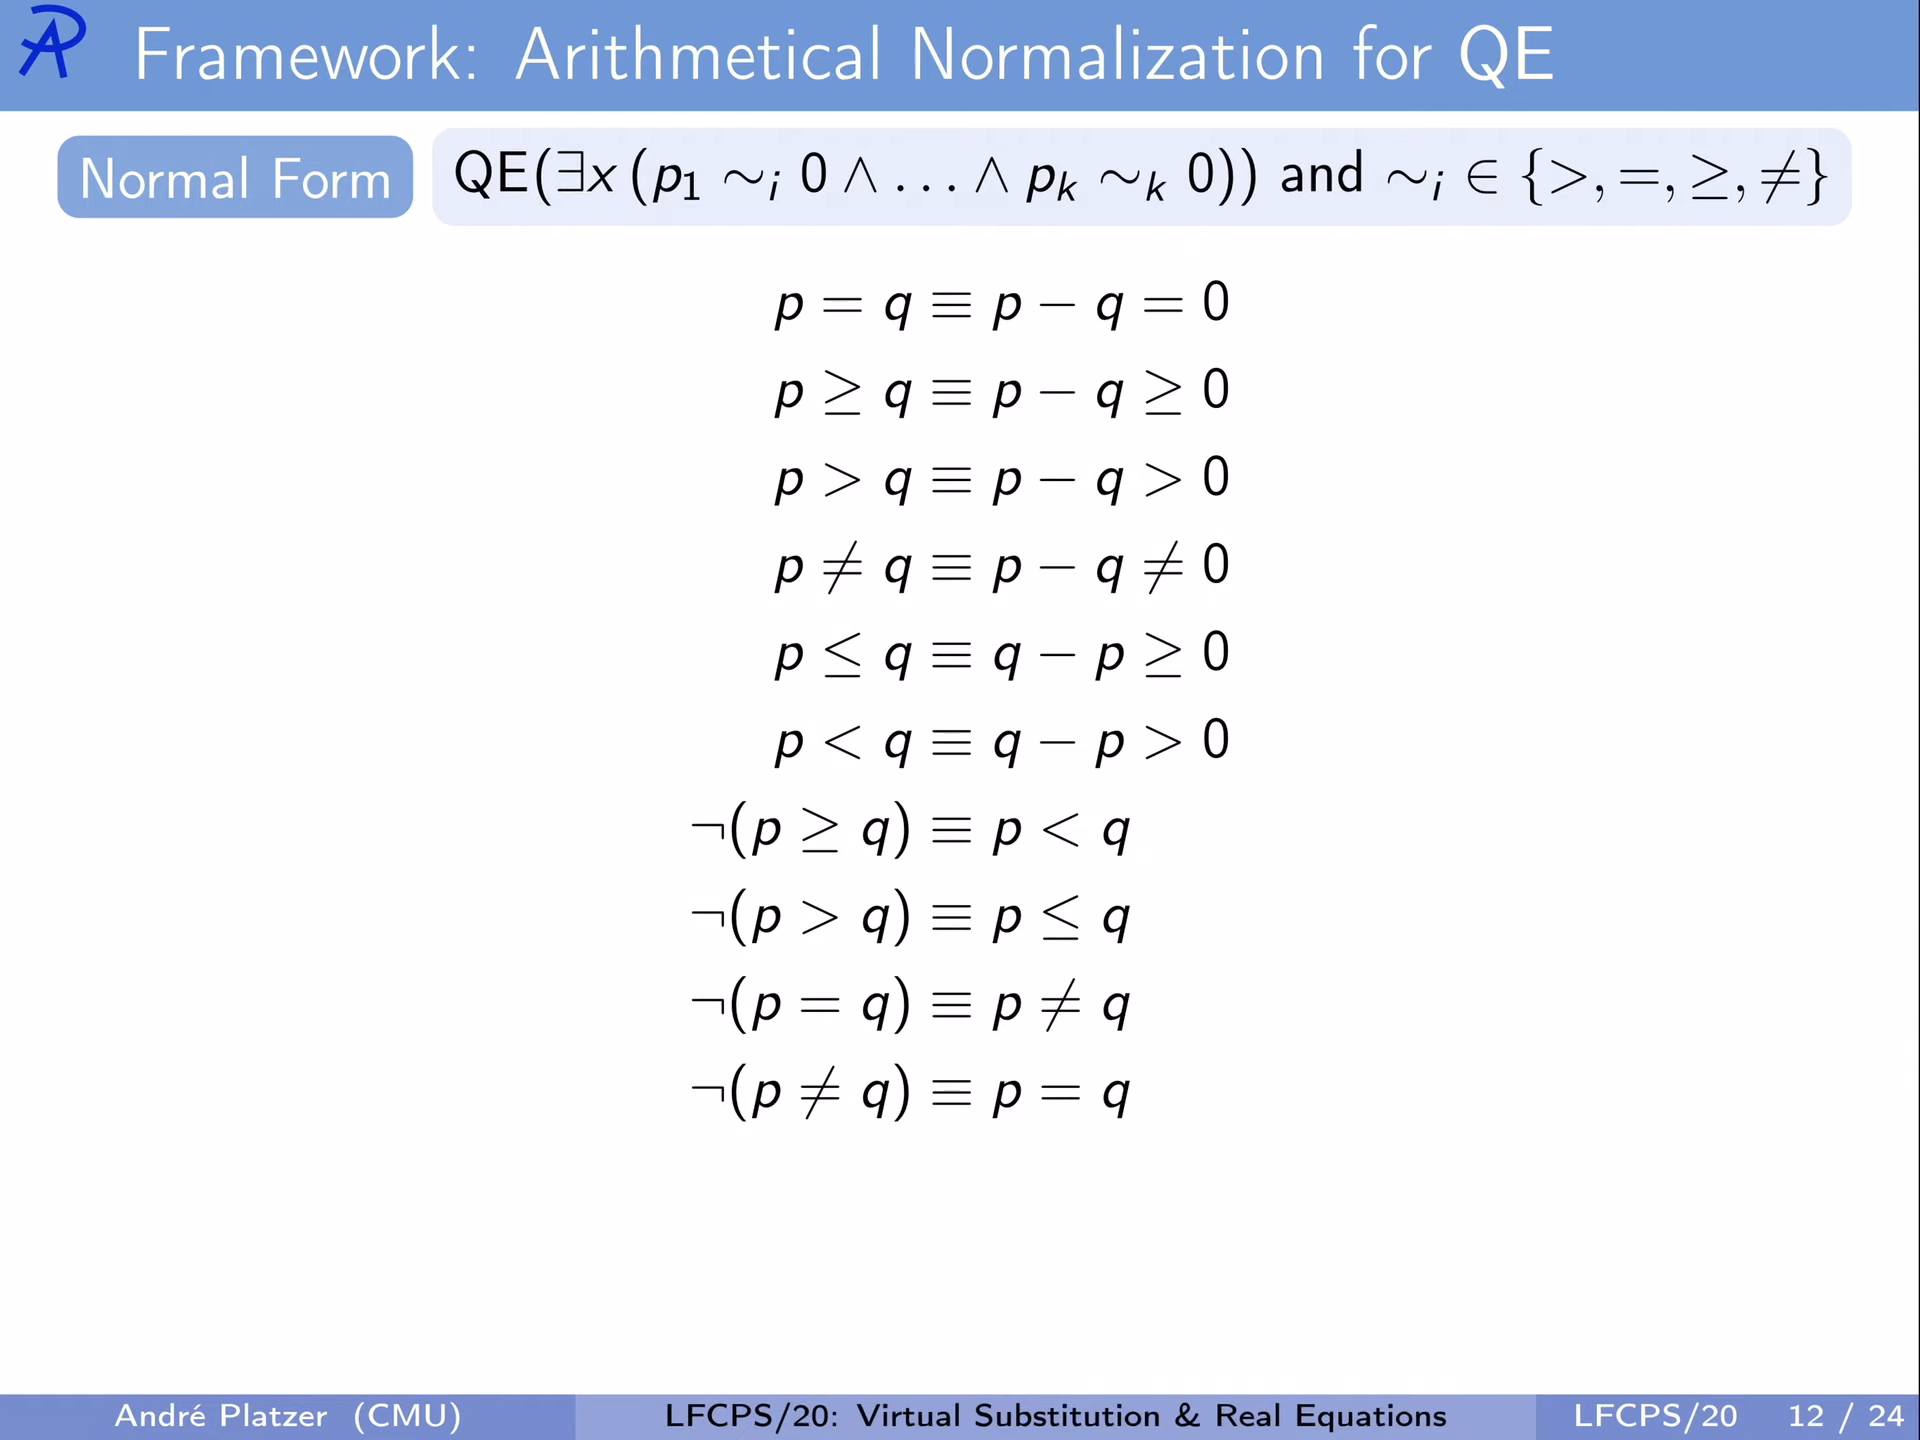 Framework: Arithmetical Normalization for QE
Normal Form QE(∃x (p₁ ∼ᵢ 0 ∧ … ∧ pₖ ∼ₖ 0)) and ∼ᵢ ∈ {>, =, ≥, ≠}
p = q ≡ p − q = 0
p ≥ q ≡ p − q ≥ 0
p > q ≡ p − q > 0
p ≠ q ≡ p − q ≠ 0
p ≤ q ≡ q − p ≥ 0
p < q ≡ q − p > 0
¬(p ≥ q) ≡ p < q
¬(p > q) ≡ p ≤ q
¬(p = q) ≡ p ≠ q
¬(p ≠ q) ≡ p = q
André Platzer (CMU) LFCPS/20: Virtual Substitution & Real Equations LFCPS/20 12 / 24